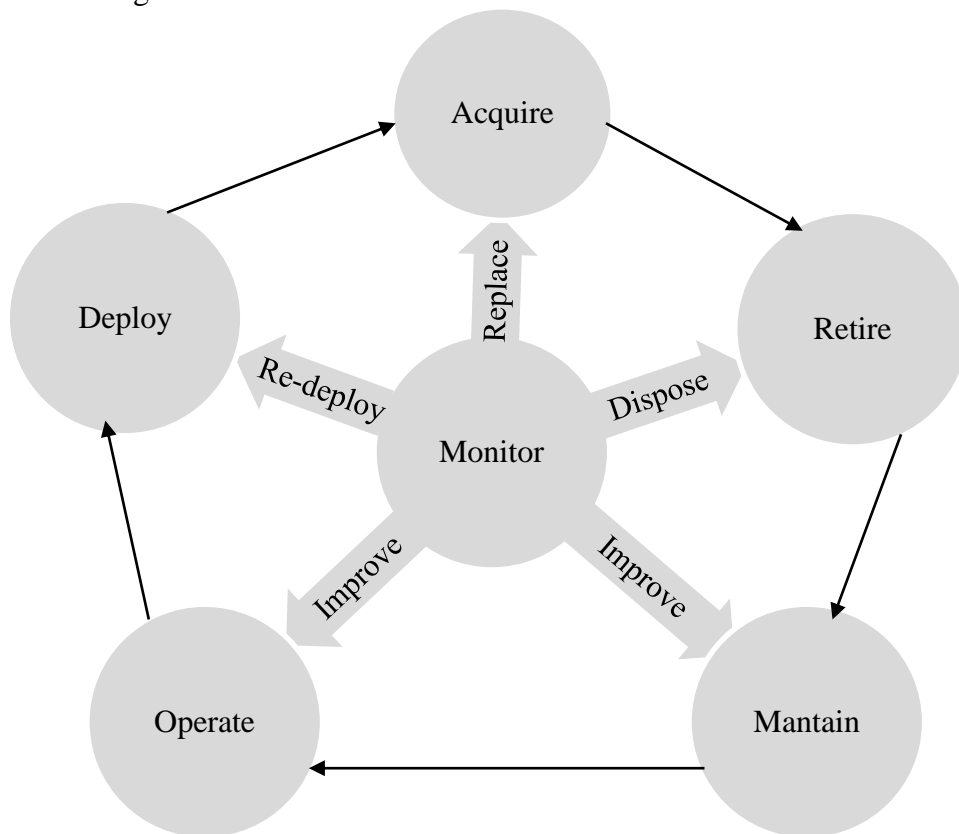 Acquire
Replace
Deploy
Retire
Re-deploy
Dispose
Monitor
Improve
Improve
Operate
Mantain